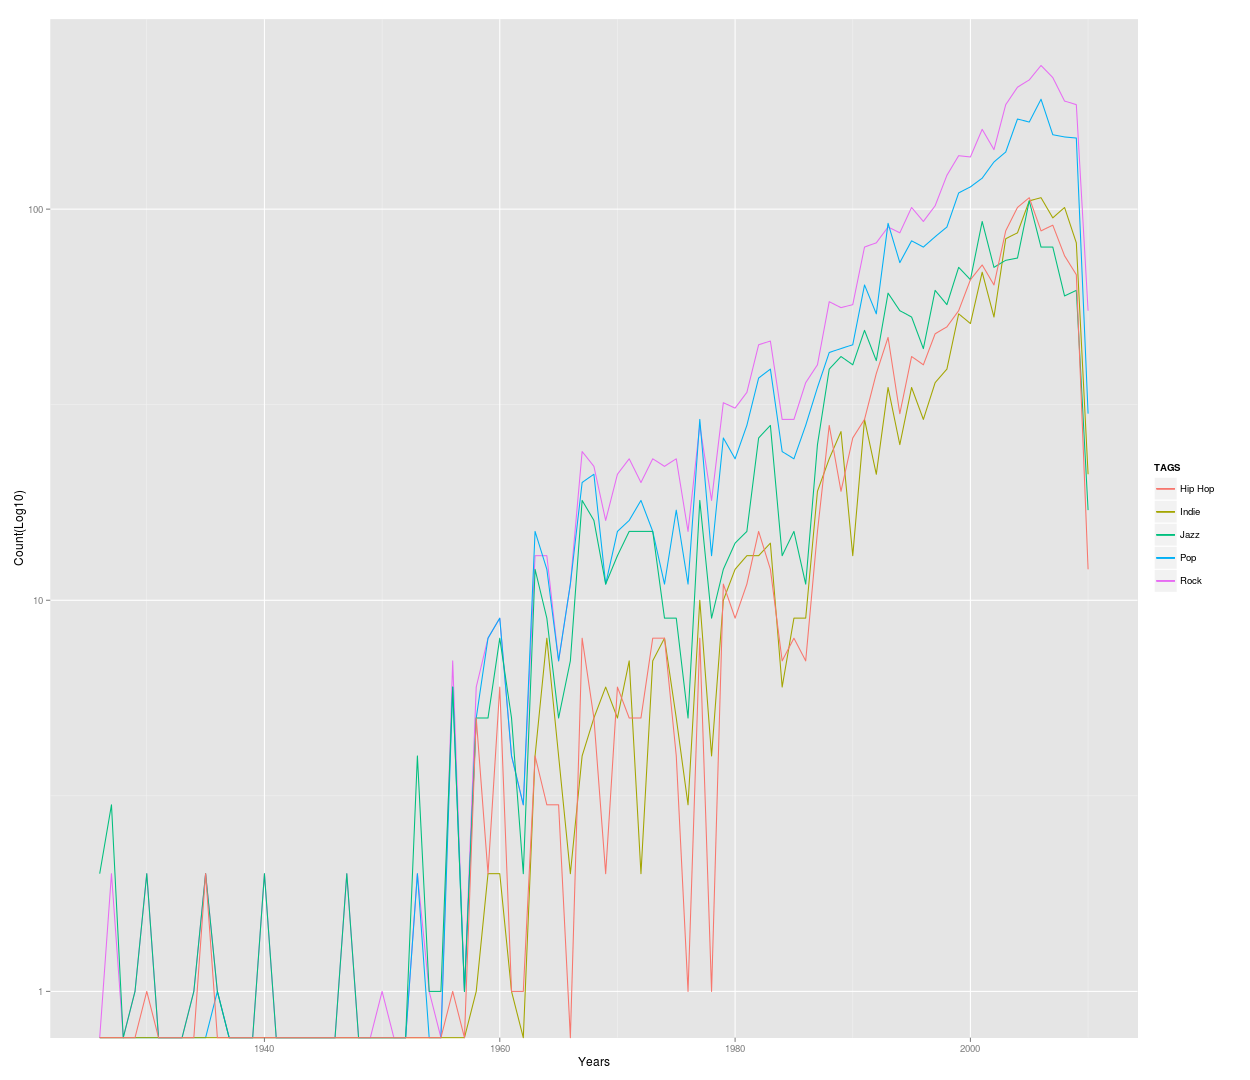 Count(Log10)
100
10
1
1940
1960
1980
2000
Years
TAGS
Hip Hop
Indie
Jazz
Pop
Rock